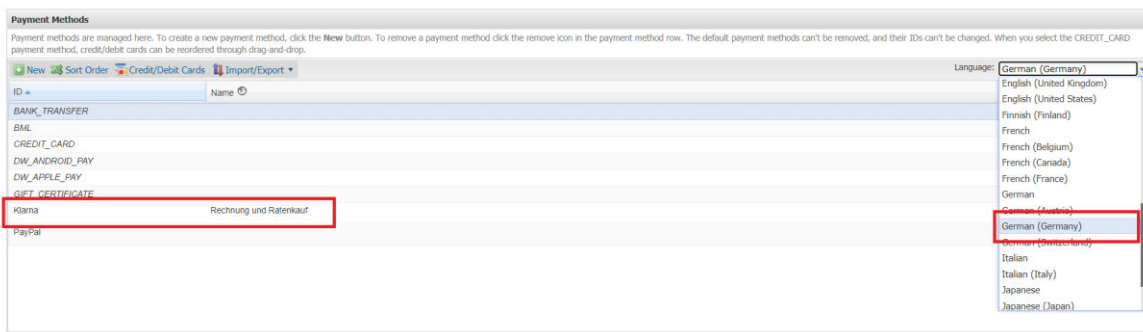 Payment Methods
Payment methods are managed here. To create a new payment method, click the New button. To remove a payment method click the remove icon in the payment method row. The default payment methods can't be removed, and their IDs can't be changed. When you select the CREDIT_CARD
payment method, credit/debit cards can be reordered through drag-and-drop.
New Sort Order Credit/Debit Cards Import/Export Language: German (Germany)
ID Name
English (United Kingdom)
English (United States)
BANK_TRANSFER
Finnish (Finland)
BML
French
CREDIT_CARD
French (Belgium)
DW_ANDROID_PAY
French (Canada)
DW_APPLE_PAY
French (France)
GIFT_CERTIFICATE
German
Klarna Rechnung und Ratenkauf
German (Austria)
PayPal
German (Germany)
German (Switzerland)
Italian
Italian (Italy)
Japanese
Japanese (Japan)